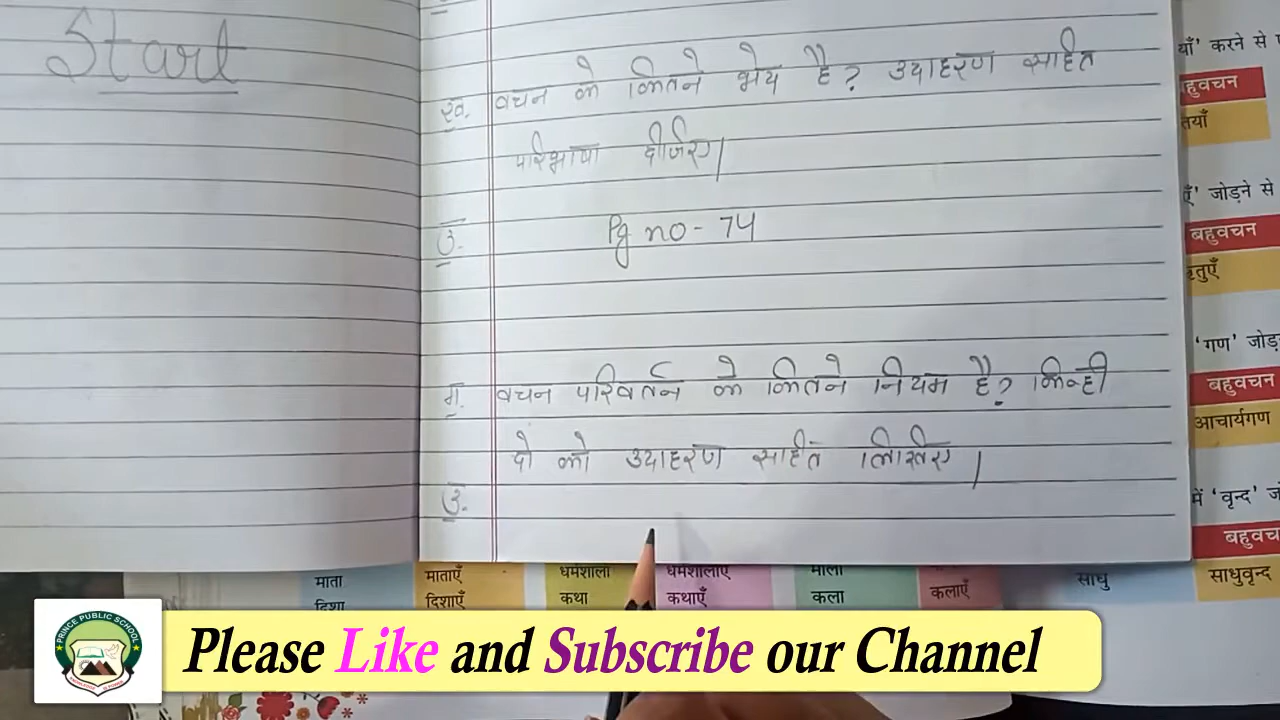 Start
ख. वचन के कितने भेद है? उदाहरण सहित
परिभाषा दीजिए।
उ. Pg no - 74
ग. वचन परिवर्तन के कितने नियम है? किन्ही
दो को उदाहरण सहित लिखिए।
उ.
याँ' करने से
हुवचन
तयाँ
एँ' जोड़ने से
बहुवचन
ऋतुएँ
'गण' जोड़
बहुवचन
आचार्यगण
में 'वृन्द' जो
बहुवच
साधु साधुवृन्द
माता माताएँ धर्मशाला धर्मशालाएँ माला
दिशा दिशाएँ कथा कथाएँ कला कलाएँ
PRINCE PUBLIC SCHOOL
Please Like and Subscribe our Channel